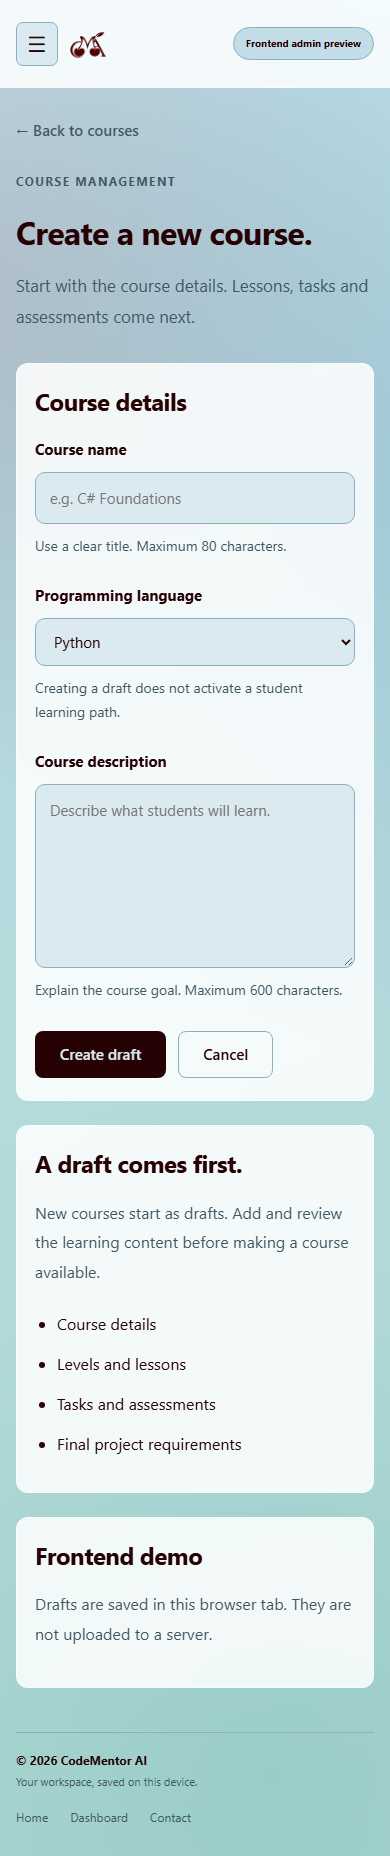 ☰
Frontend admin preview
← Back to courses
COURSE MANAGEMENT
Create a new course.
Start with the course details. Lessons, tasks and
assessments come next.
Course details
Course name
e.g. C# Foundations
Use a clear title. Maximum 80 characters.
Programming language
Python
Creating a draft does not activate a student
learning path.
Course description
Describe what students will learn.
Explain the course goal. Maximum 600 characters.
Create draft Cancel
A draft comes first.
New courses start as drafts. Add and review
the learning content before making a course
available.
• Course details
• Levels and lessons
• Tasks and assessments
• Final project requirements
Frontend demo
Drafts are saved in this browser tab. They are
not uploaded to a server.
© 2026 CodeMentor AI
Your workspace, saved on this device.
Home Dashboard Contact